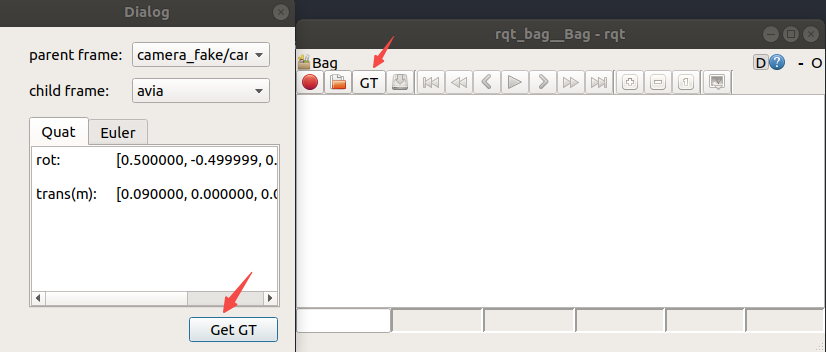 Dialog
parent frame: camera_fake/car
child frame: avia
Quat Euler
rot: [0.500000, -0.499999, 0.
trans(m): [0.090000, 0.000000, 0.0
Get GT
rqt_bag__Bag - rqt
Bag
D ? - O
GT